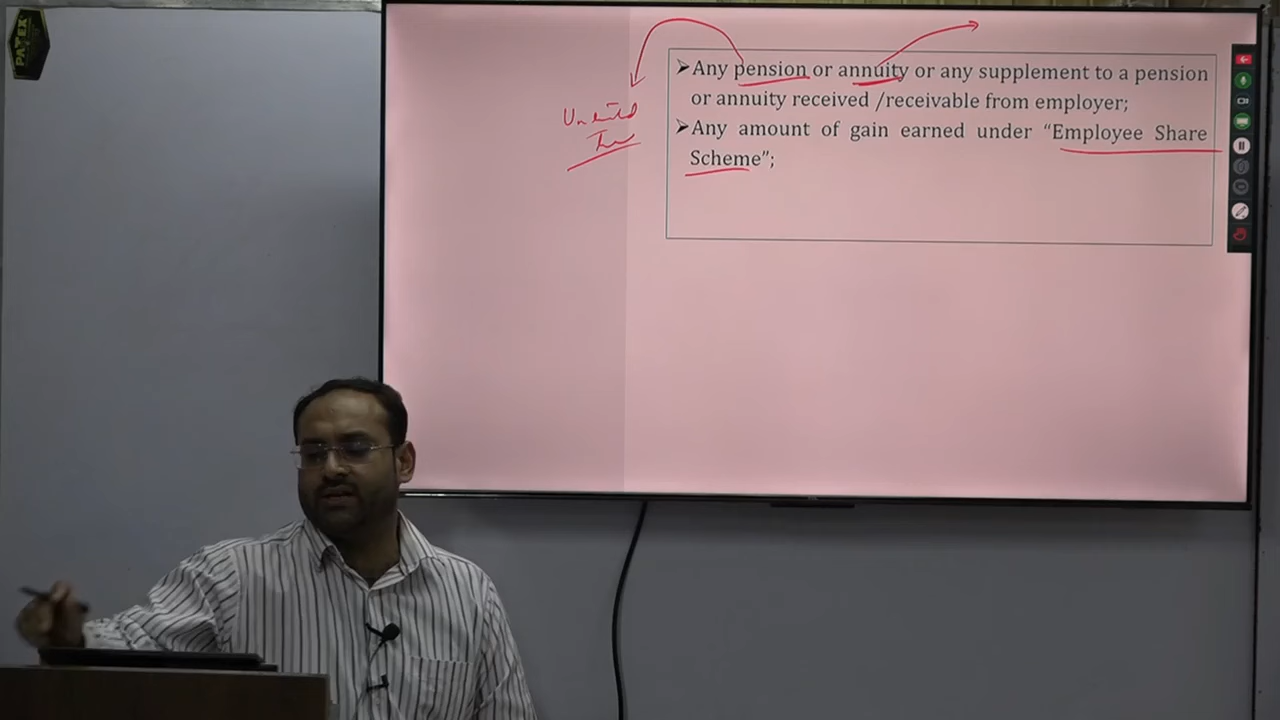 PATEX
➤Any pension or annuity or any supplement to a pension
or annuity received /receivable from employer;
➤Any amount of gain earned under “Employee Share
Scheme”;